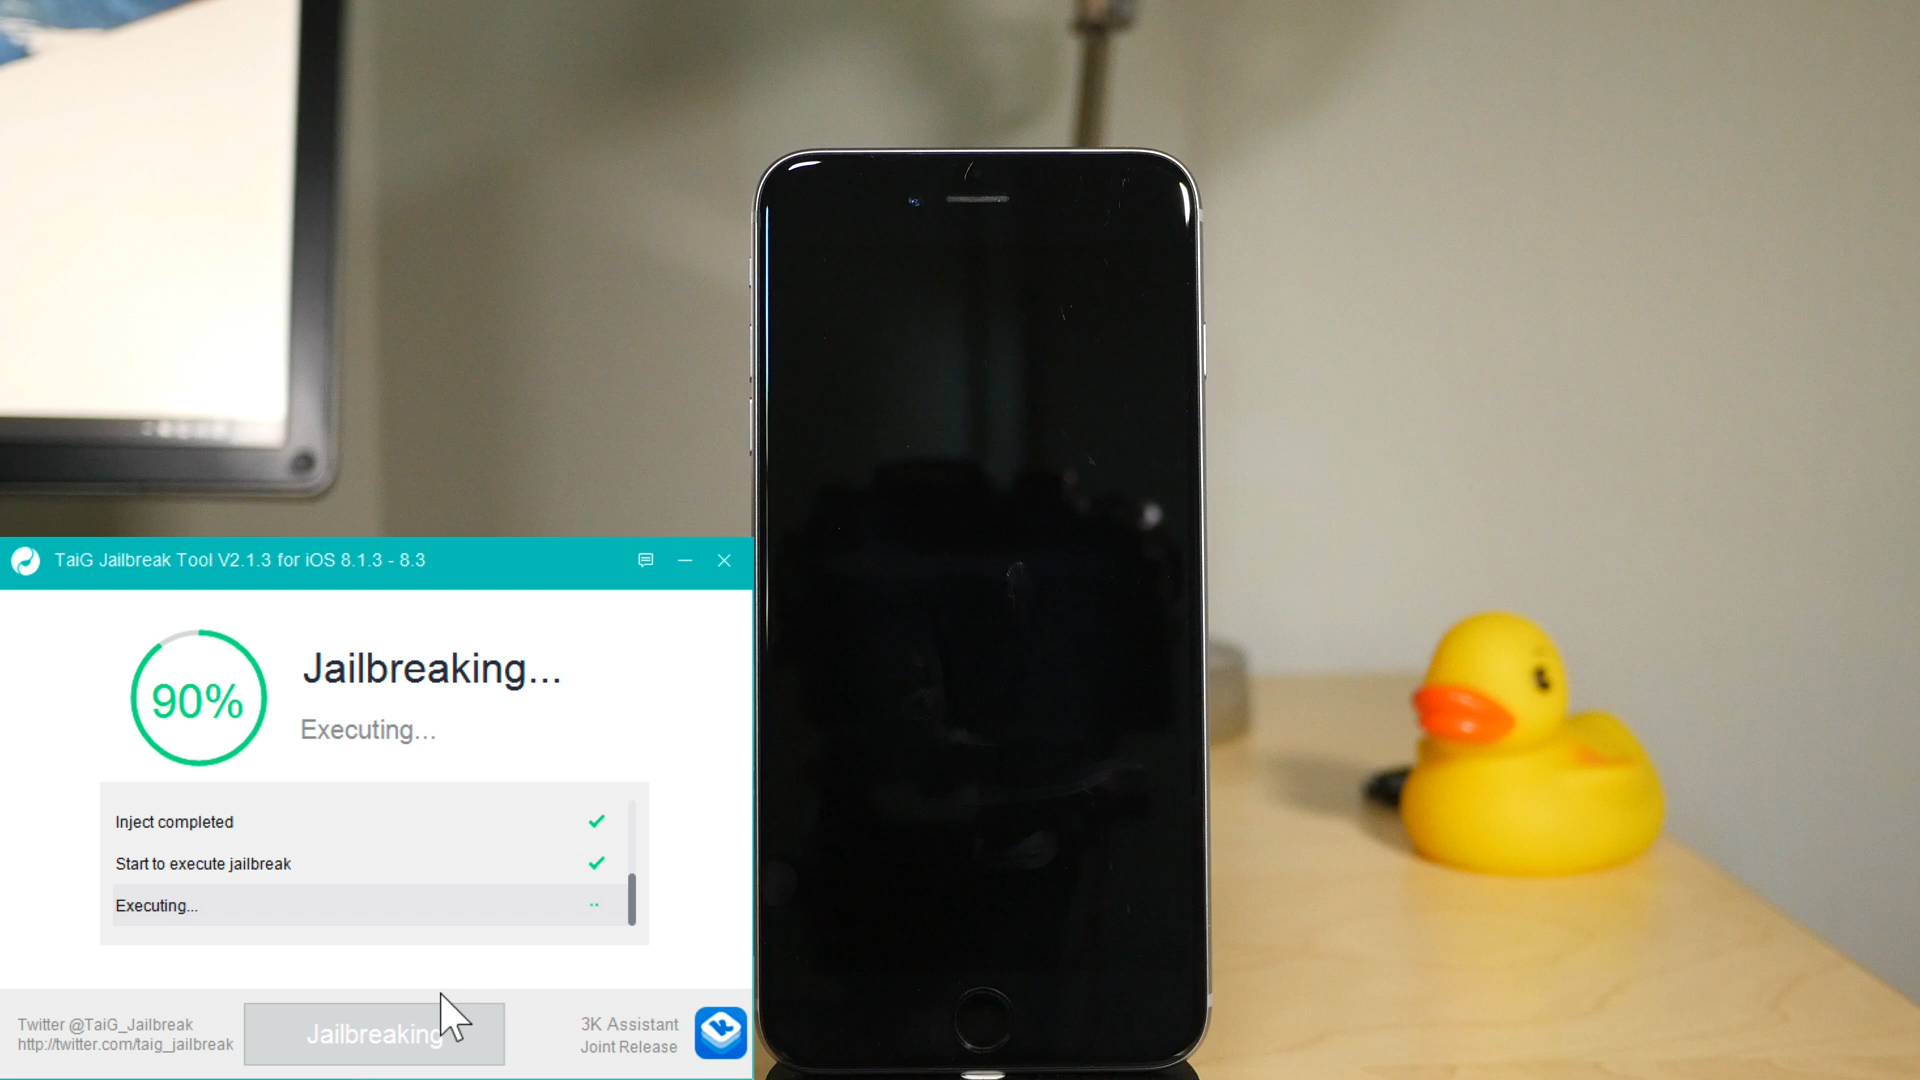 TaiG Jailbreak Tool V2.1.3 for iOS 8.1.3 - 8.3
90%
Jailbreaking...
Executing...
Inject completed
Start to execute jailbreak
Executing...
Twitter @TaiG_Jailbreak
http://twitter.com/taig_jailbreak
Jailbreaking
3K Assistant
Joint Release